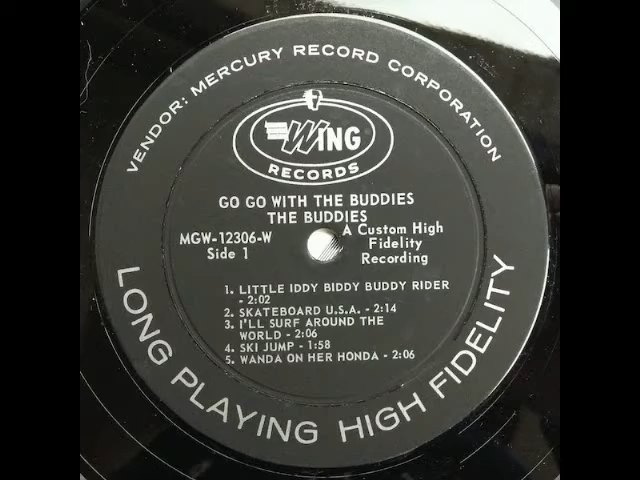 VENDOR: MERCURY RECORD CORPORATION
WING
RECORDS
GO GO WITH THE BUDDIES
THE BUDDIES
MGW-12306-W
Side 1
A Custom High
Fidelity
Recording
1. LITTLE IDDY BIDDY BUDDY RIDER
- 2:02
2. SKATEBOARD U.S.A. - 2:14
3. I'LL SURF AROUND THE
WORLD - 2:06
4. SKI JUMP - 1:58
5. WANDA ON HER HONDA - 2:06
LONG PLAYING HIGH FIDELITY